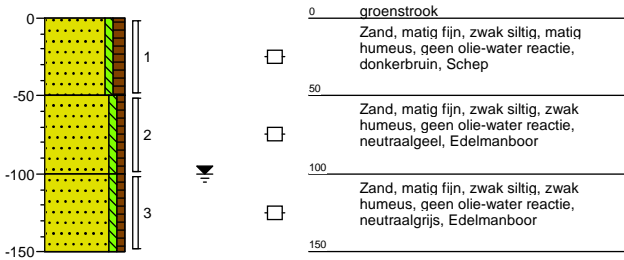 0
-50
-100
-150
1
2
3
0 groenstrook
Zand, matig fijn, zwak siltig, matig
humeus, geen olie-water reactie,
donkerbruin, Schep
50
Zand, matig fijn, zwak siltig, zwak
humeus, geen olie-water reactie,
neutraalgeel, Edelmanboor
100
Zand, matig fijn, zwak siltig, zwak
humeus, geen olie-water reactie,
neutraalgrijs, Edelmanboor
150